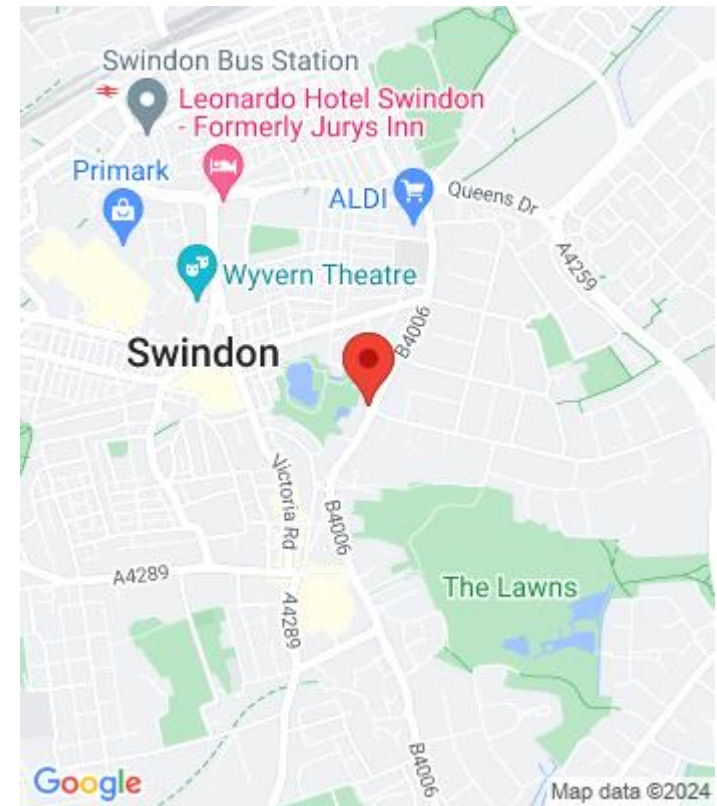 Swindon Bus Station
Leonardo Hotel Swindon
- Formerly Jurys Inn
Primark
ALDI
Queens Dr
A4259
Wyvern Theatre
B4006
Swindon
Victoria Rd
B4006
A4289
The Lawns
A4289
B4006
Google
Map data ©2024